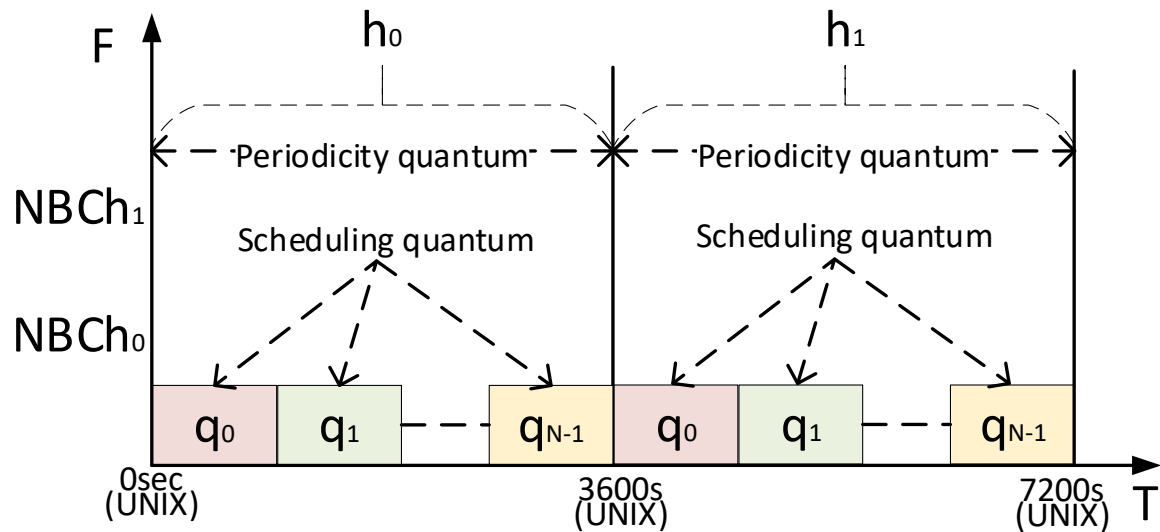 F
h0
h1
Periodicity quantum
Periodicity quantum
NBCh1
Scheduling quantum
Scheduling quantum
NBCh0
q0
q1
qN-1
q0
q1
qN-1
0sec
(UNIX)
3600s
(UNIX)
7200s
(UNIX)
T